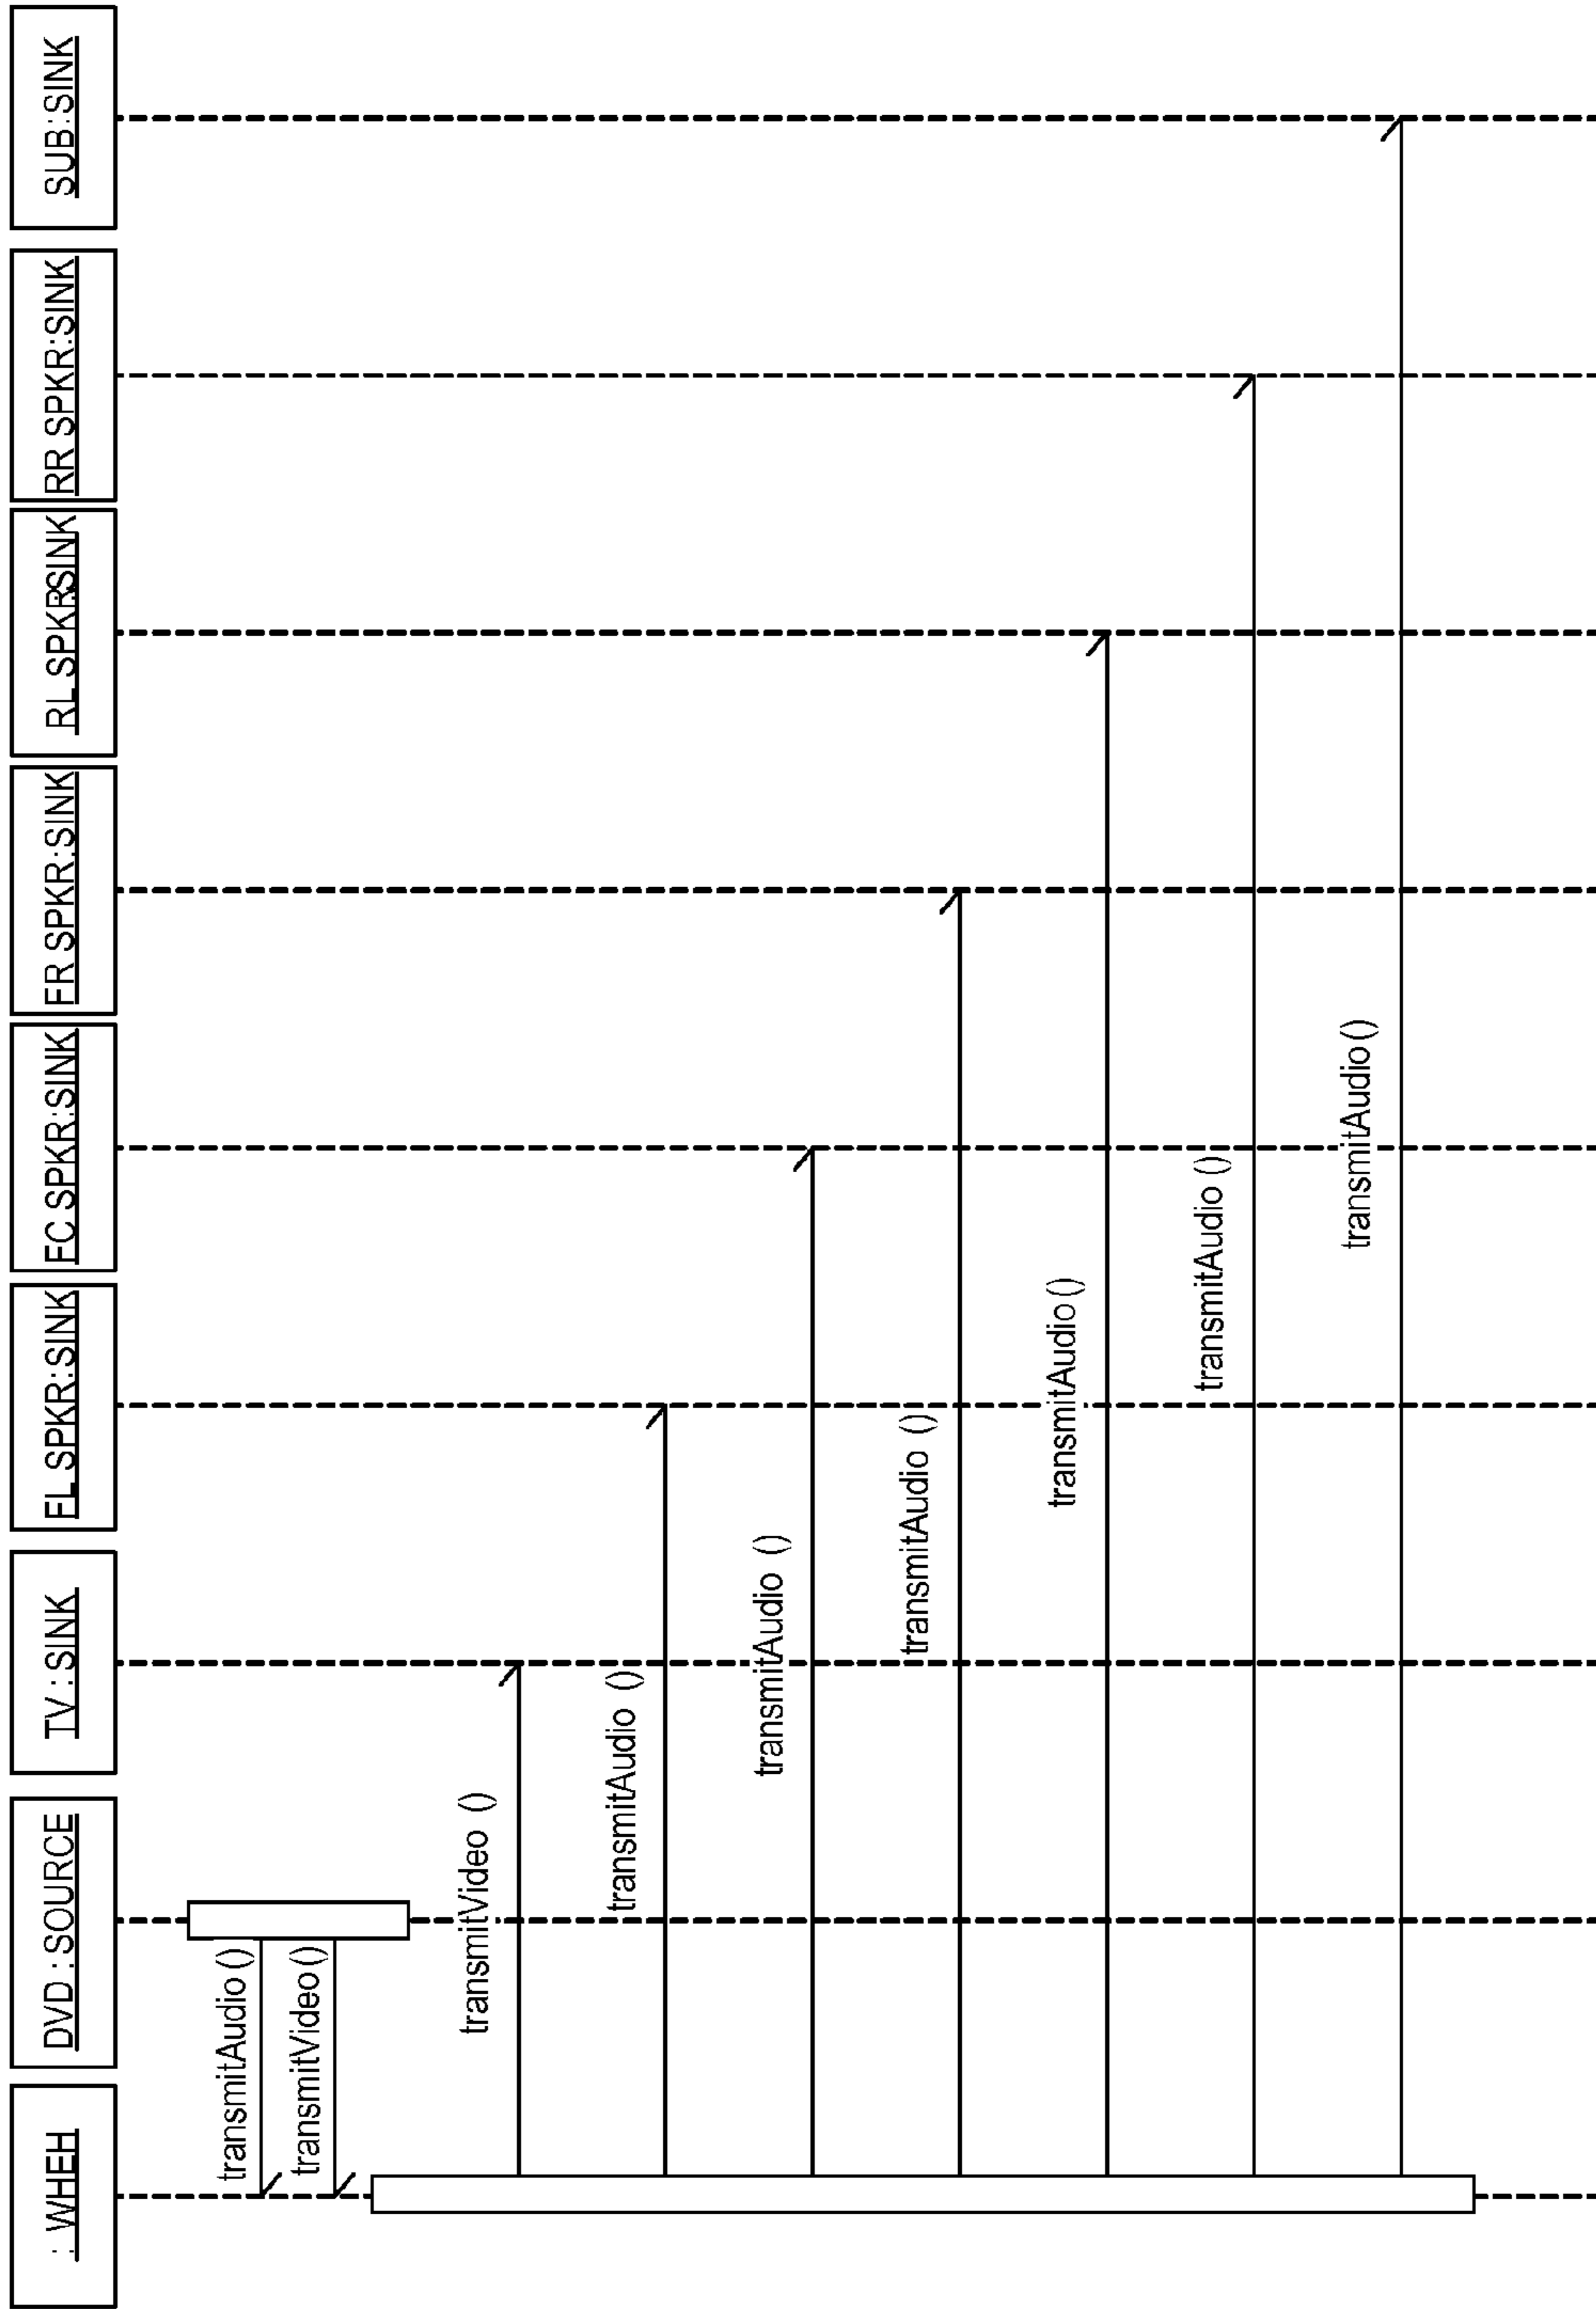 : WHEH
DVD : SOURCE
TV : SINK
FL SPKR:SINK
FC SPKR:SINK
FR SPKR:SINK
RL SPKR:SINK
RR SPKR:SINK
SUB:SINK
transmitAudio()
transmitVideo()
transmitVideo ()
transmitAudio ()
transmitAudio ()
transmitAudio ()
transmitAudio()
transmitAudio ()
transmitAudio()